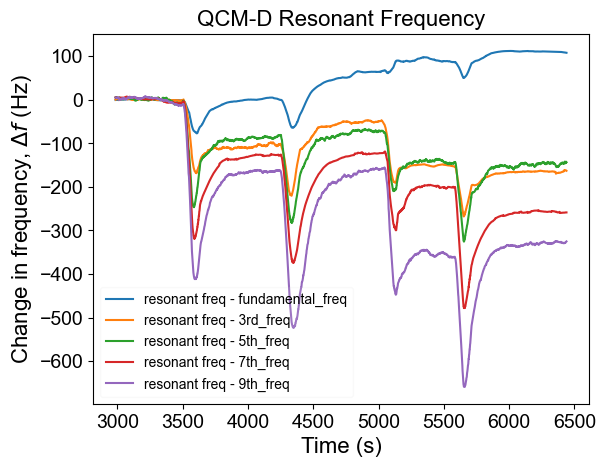 QCM-D Resonant Frequency
Change in frequency, Δf (Hz)
100
0
−100
−200
−300
−400
−500
−600
resonant freq - fundamental_freq
resonant freq - 3rd_freq
resonant freq - 5th_freq
resonant freq - 7th_freq
resonant freq - 9th_freq
3000 3500 4000 4500 5000 5500 6000 6500
Time (s)